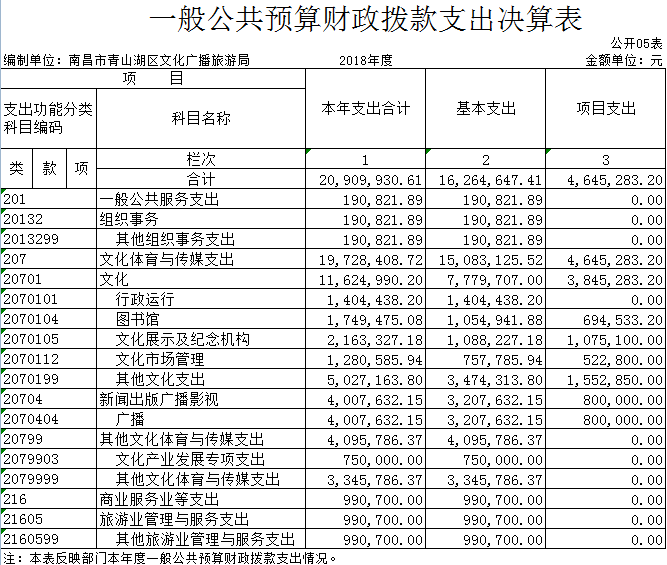 一般公共预算财政拨款支出决算表
公开05表
编制单位：南昌市青山湖区文化广播旅游局 2018年度 金额单位：元
项 目 本年支出合计 基本支出 项目支出
支出功能分类科目编码 科目名称
类 款 项 栏次 1 2 3
合计 20,909,930.61 16,264,647.41 4,645,283.20
201 一般公共服务支出 190,821.89 190,821.89 0.00
20132 组织事务 190,821.89 190,821.89 0.00
2013299 其他组织事务支出 190,821.89 190,821.89 0.00
207 文化体育与传媒支出 19,728,408.72 15,083,125.52 4,645,283.20
20701 文化 11,624,990.20 7,779,707.00 3,845,283.20
2070101 行政运行 1,404,438.20 1,404,438.20 0.00
2070104 图书馆 1,749,475.08 1,054,941.88 694,533.20
2070105 文化展示及纪念机构 2,163,327.18 1,088,227.18 1,075,100.00
2070112 文化市场管理 1,280,585.94 757,785.94 522,800.00
2070199 其他文化支出 5,027,163.80 3,474,313.80 1,552,850.00
20704 新闻出版广播影视 4,007,632.15 3,207,632.15 800,000.00
2070404 广播 4,007,632.15 3,207,632.15 800,000.00
20799 其他文化体育与传媒支出 4,095,786.37 4,095,786.37 0.00
2079903 文化产业发展专项支出 750,000.00 750,000.00 0.00
2079999 其他文化体育与传媒支出 3,345,786.37 3,345,786.37 0.00
216 商业服务业等支出 990,700.00 990,700.00 0.00
21605 旅游业管理与服务支出 990,700.00 990,700.00 0.00
2160599 其他旅游业管理与服务支出 990,700.00 990,700.00 0.00
注：本表反映部门本年度一般公共预算财政拨款支出情况。